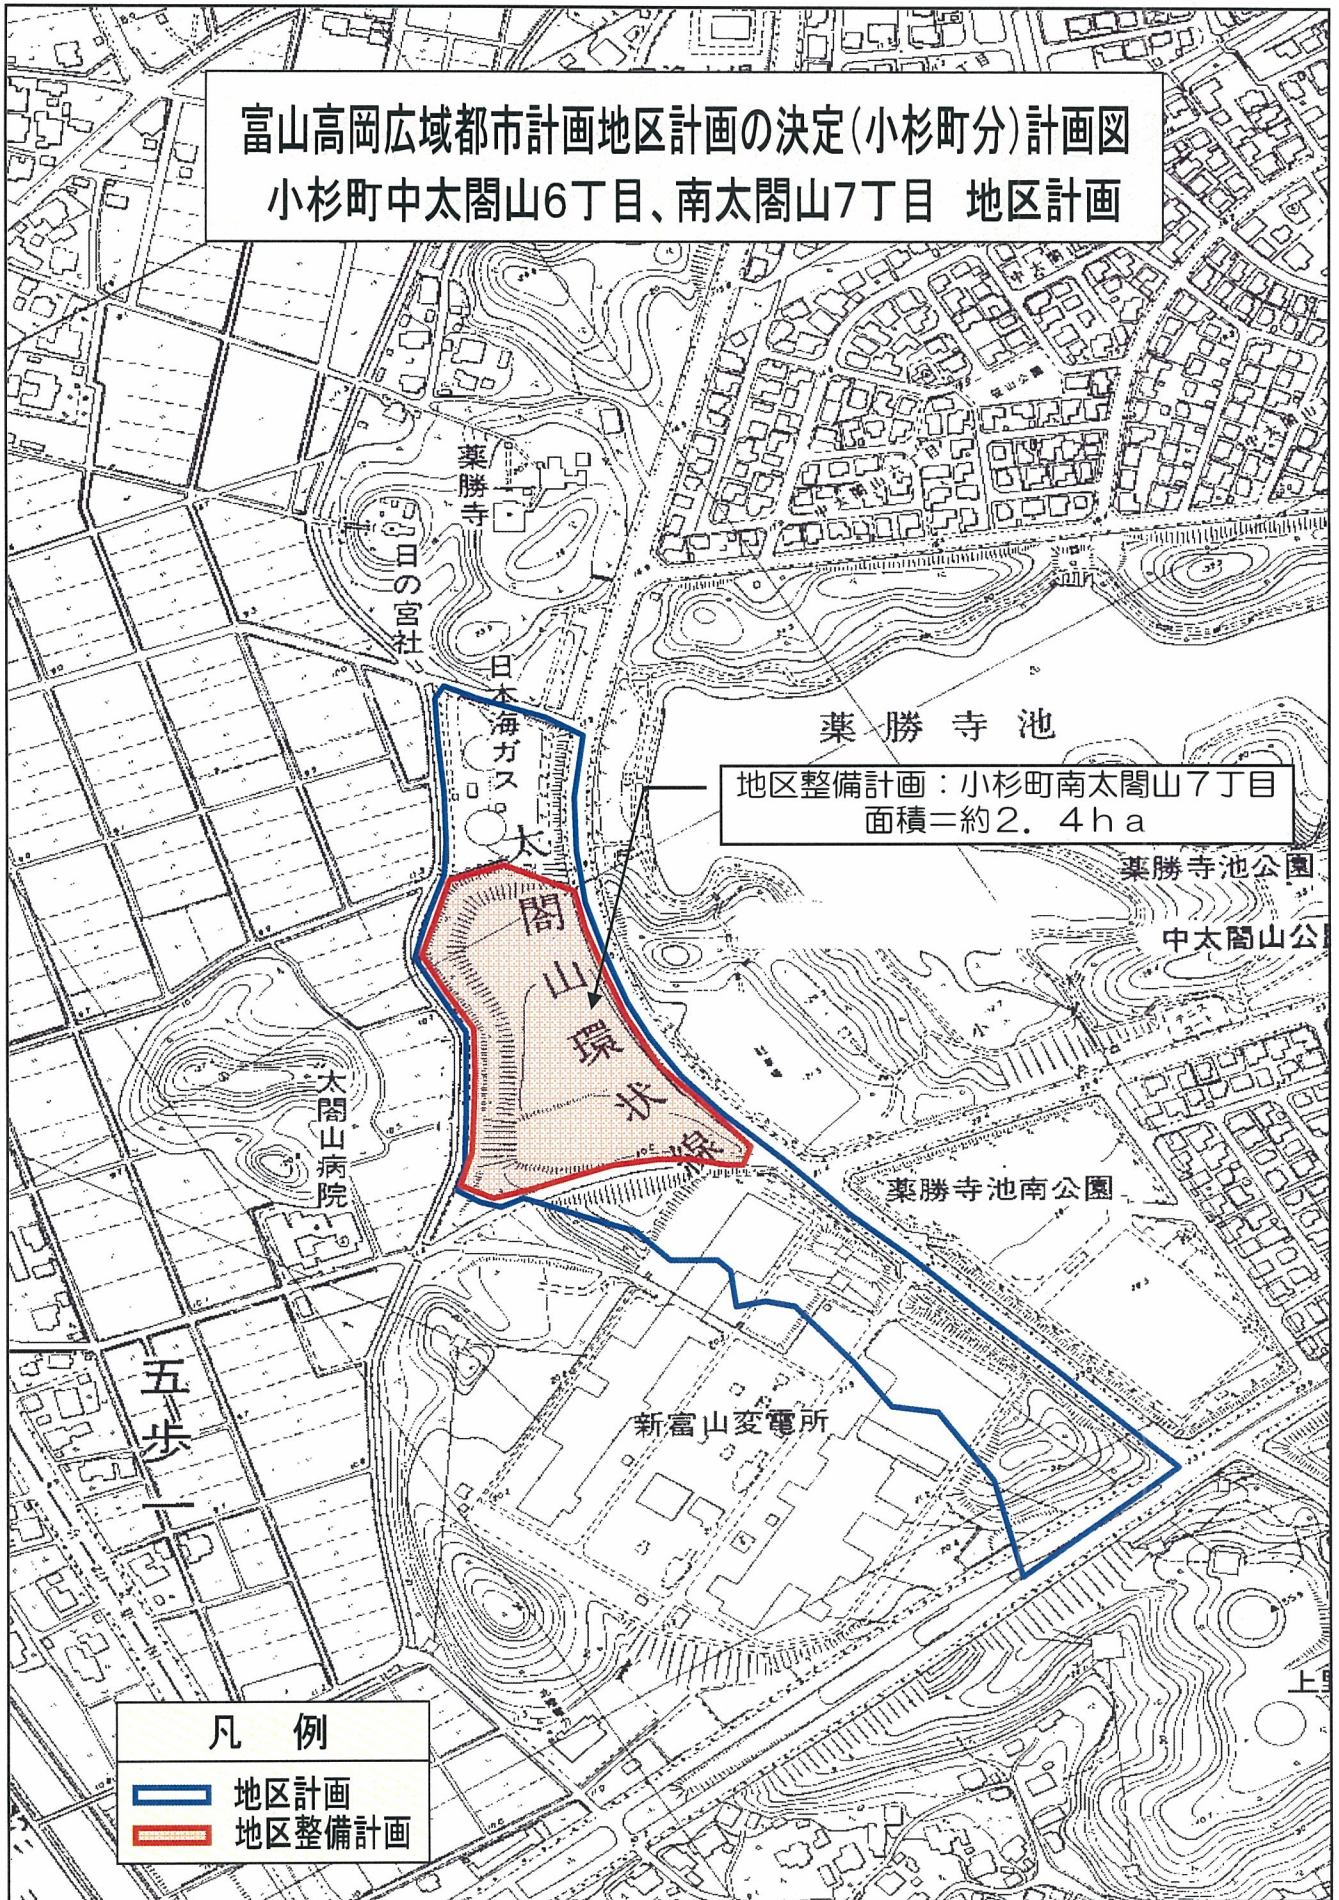 富山高岡広域都市計画地区計画の決定(小杉町分)計画図
小杉町中太閤山6丁目、南太閤山7丁目 地区計画
中太閤
薬勝寺
日の宮社
日本海ガス
薬勝寺池
地区整備計画:小杉町南太閤山7丁目
面積=約2.4ha
薬勝寺池公園
中太閤山公
太閤山環状線
太閤山病院
薬勝寺池南公園
新富山変電所
五歩一
凡例
地区計画
地区整備計画